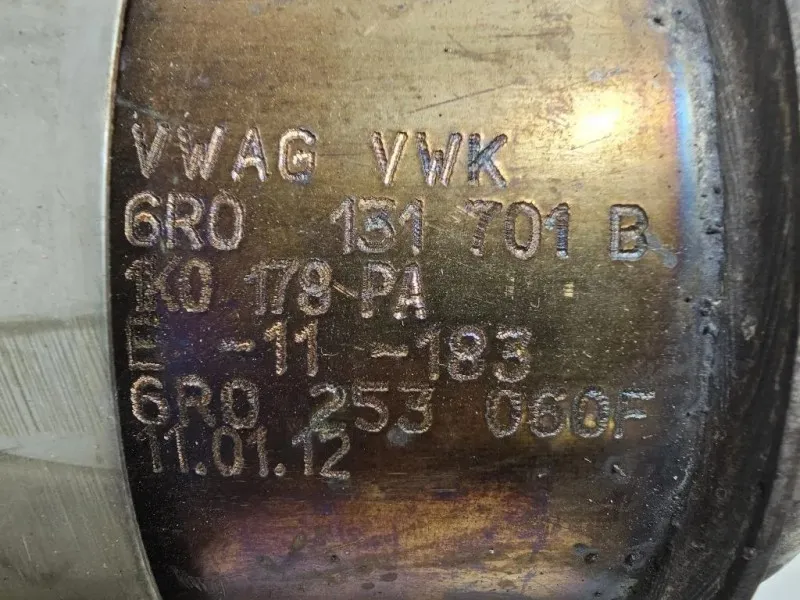 VWAG VWK
6R0 131 701 B
1K0 178 PA
-11 -183
6R0 253 060F
11.01.12